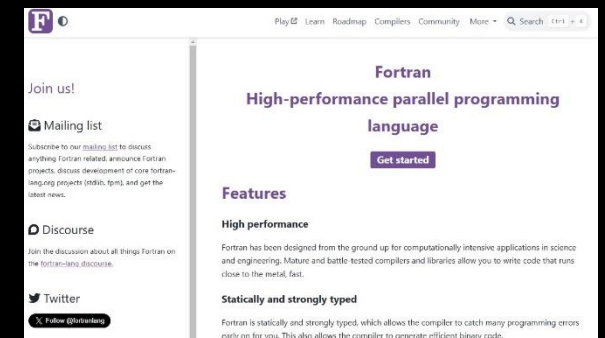 F
Play Learn Roadmap Compilers Community More Search Ctrl + K
Join us!
Mailing list
Subscribe to our mailing list to discuss
anything Fortran related, announce Fortran
projects, discuss development of core fortran-
lang.org projects (stdlib, fpm), and get the
latest news.
Discourse
Join the discussion about all things Fortran on
the fortran-lang discourse.
Twitter
X Follow @fortranlang
Fortran
High-performance parallel programming
language
Get started
Features
High performance
Fortran has been designed from the ground up for computationally intensive applications in science
and engineering. Mature and battle-tested compilers and libraries allow you to write code that runs
close to the metal, fast.
Statically and strongly typed
Fortran is statically and strongly typed, which allows the compiler to catch many programming errors
early on for you. This also allows the compiler to generate efficient binary code.